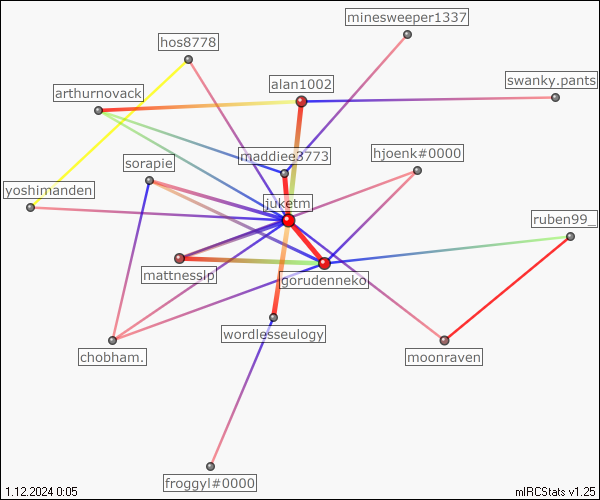 minesweeper1337
hos8778
alan1002
swanky.pants
arthurnovack
maddiee3773
hjoenk#0000
sorapie
yoshimanden
juketm
ruben99_
mattnesslp
gorudenneko
wordlesseulogy
chobham.
moonraven
froggyl#0000
1.12.2024 0:05
mIRCStats v1.25